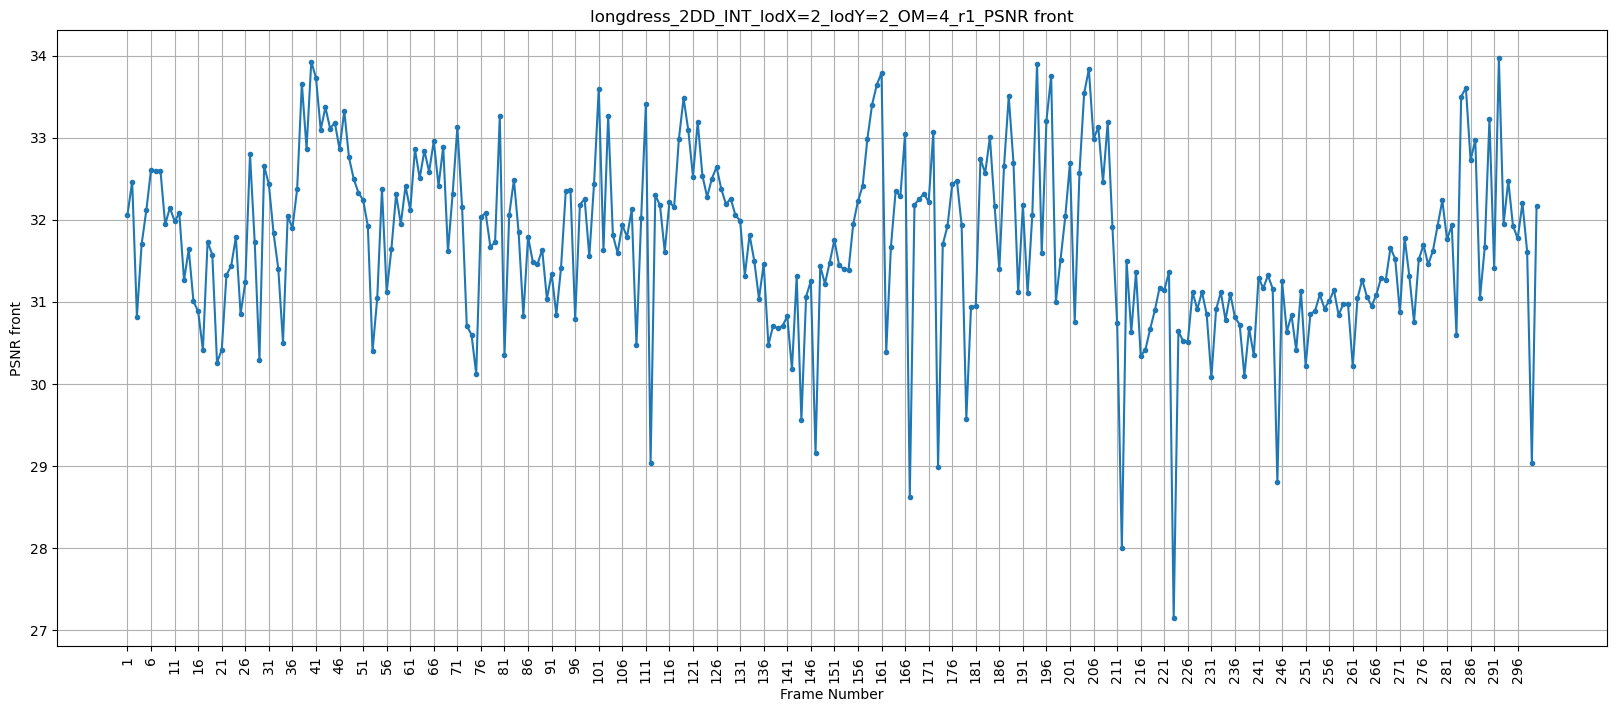 longdress_2DD_INT_lodX=2_lodY=2_OM=4_r1_PSNR front
34
33
32
31
30
29
28
27
PSNR front
1 6 11 16 21 26 31 36 41 46 51 56 61 66 71 76 81 86 91 96 101 106 111 116 121 126 131 136 141 146 151 156 161 166 171 176 181 186 191 196 201 206 211 216 221 226 231 236 241 246 251 256 261 266 271 276 281 286 291 296
Frame Number